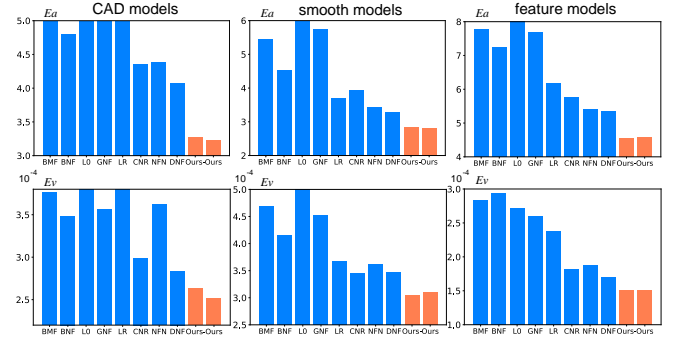 CAD models
smooth models
feature models
Ea
5.0
4.5
4.0
3.5
3.0
BMF BNF L0 GNF LR CNR NFN DNF Ours- Ours
Ea
6
5
4
3
2
BMF BNF L0 GNF LR CNR NFN DNF Ours- Ours
Ea
8
7
6
5
4
BMF BNF L0 GNF LR CNR NFN DNF Ours- Ours
10⁻⁴
Ev
3,5
2,5
BMF BNF L0 GNF LR CNR NFN DNF Ours- Ours
10⁻⁴
Ev
5.0
4.5
4.0
3.5
3.0
2.5
BMF BNF L0 GNF LR CNR NFN DNF Ours- Ours
10⁻⁴
Ev
3,0
2,0
1,0
BMF BNF L0 GNF LR CNR NFN DNF Ours- Ours